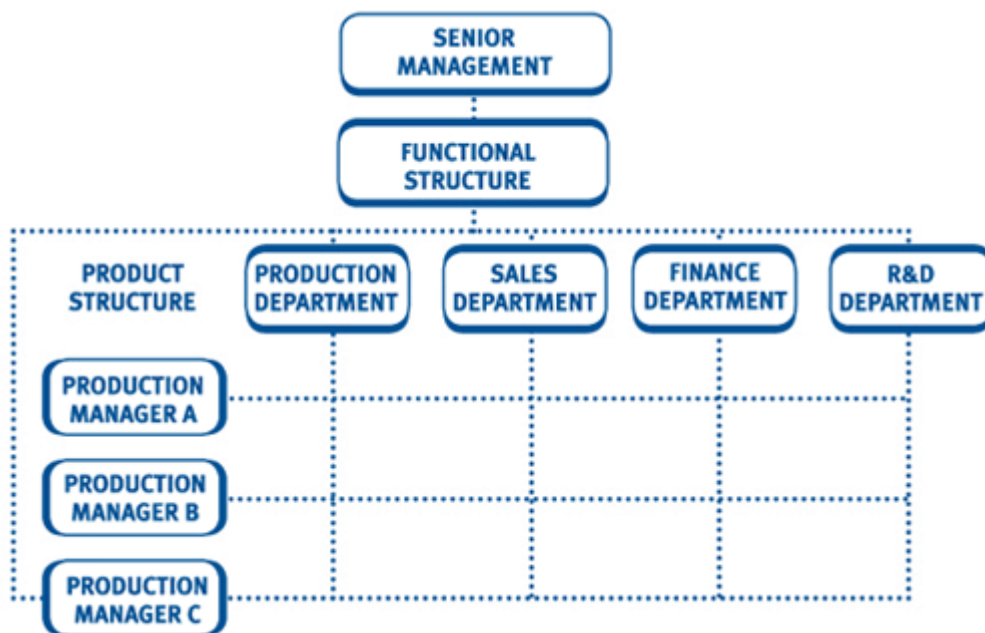 SENIOR
MANAGEMENT
FUNCTIONAL
STRUCTURE
PRODUCT
STRUCTURE
PRODUCTION
DEPARTMENT
SALES
DEPARTMENT
FINANCE
DEPARTMENT
R&D
DEPARTMENT
PRODUCTION
MANAGER A
PRODUCTION
MANAGER B
PRODUCTION
MANAGER C